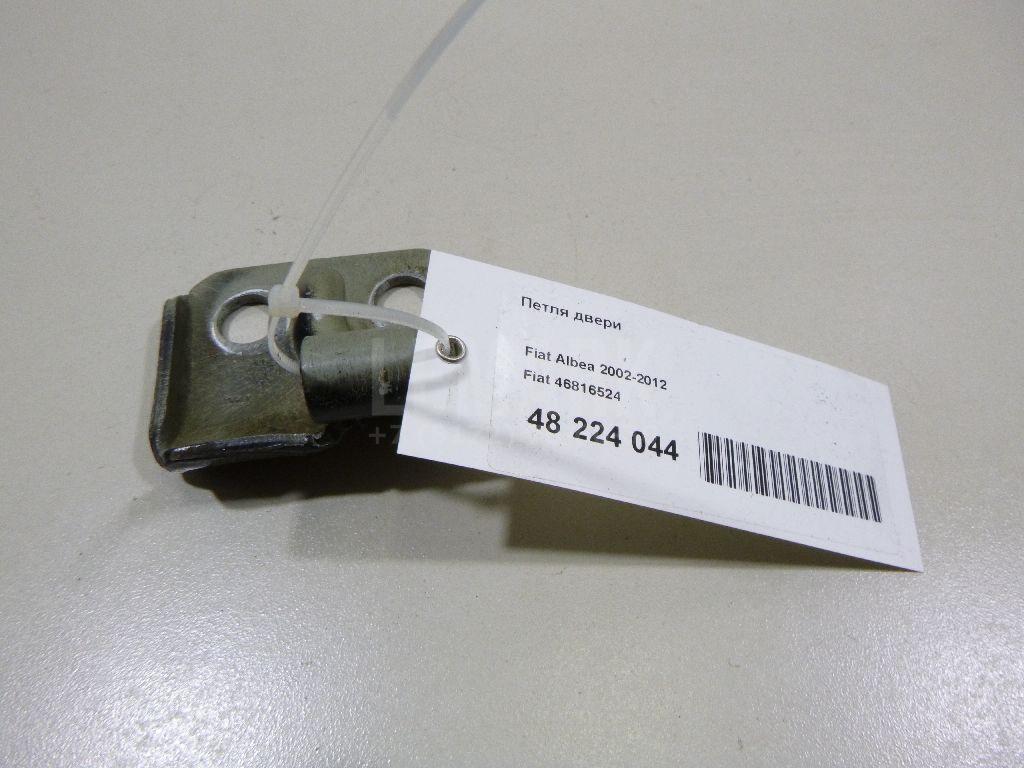 Петля двери
Fiat Albea 2002-2012
Fiat 46816524
48 224 044